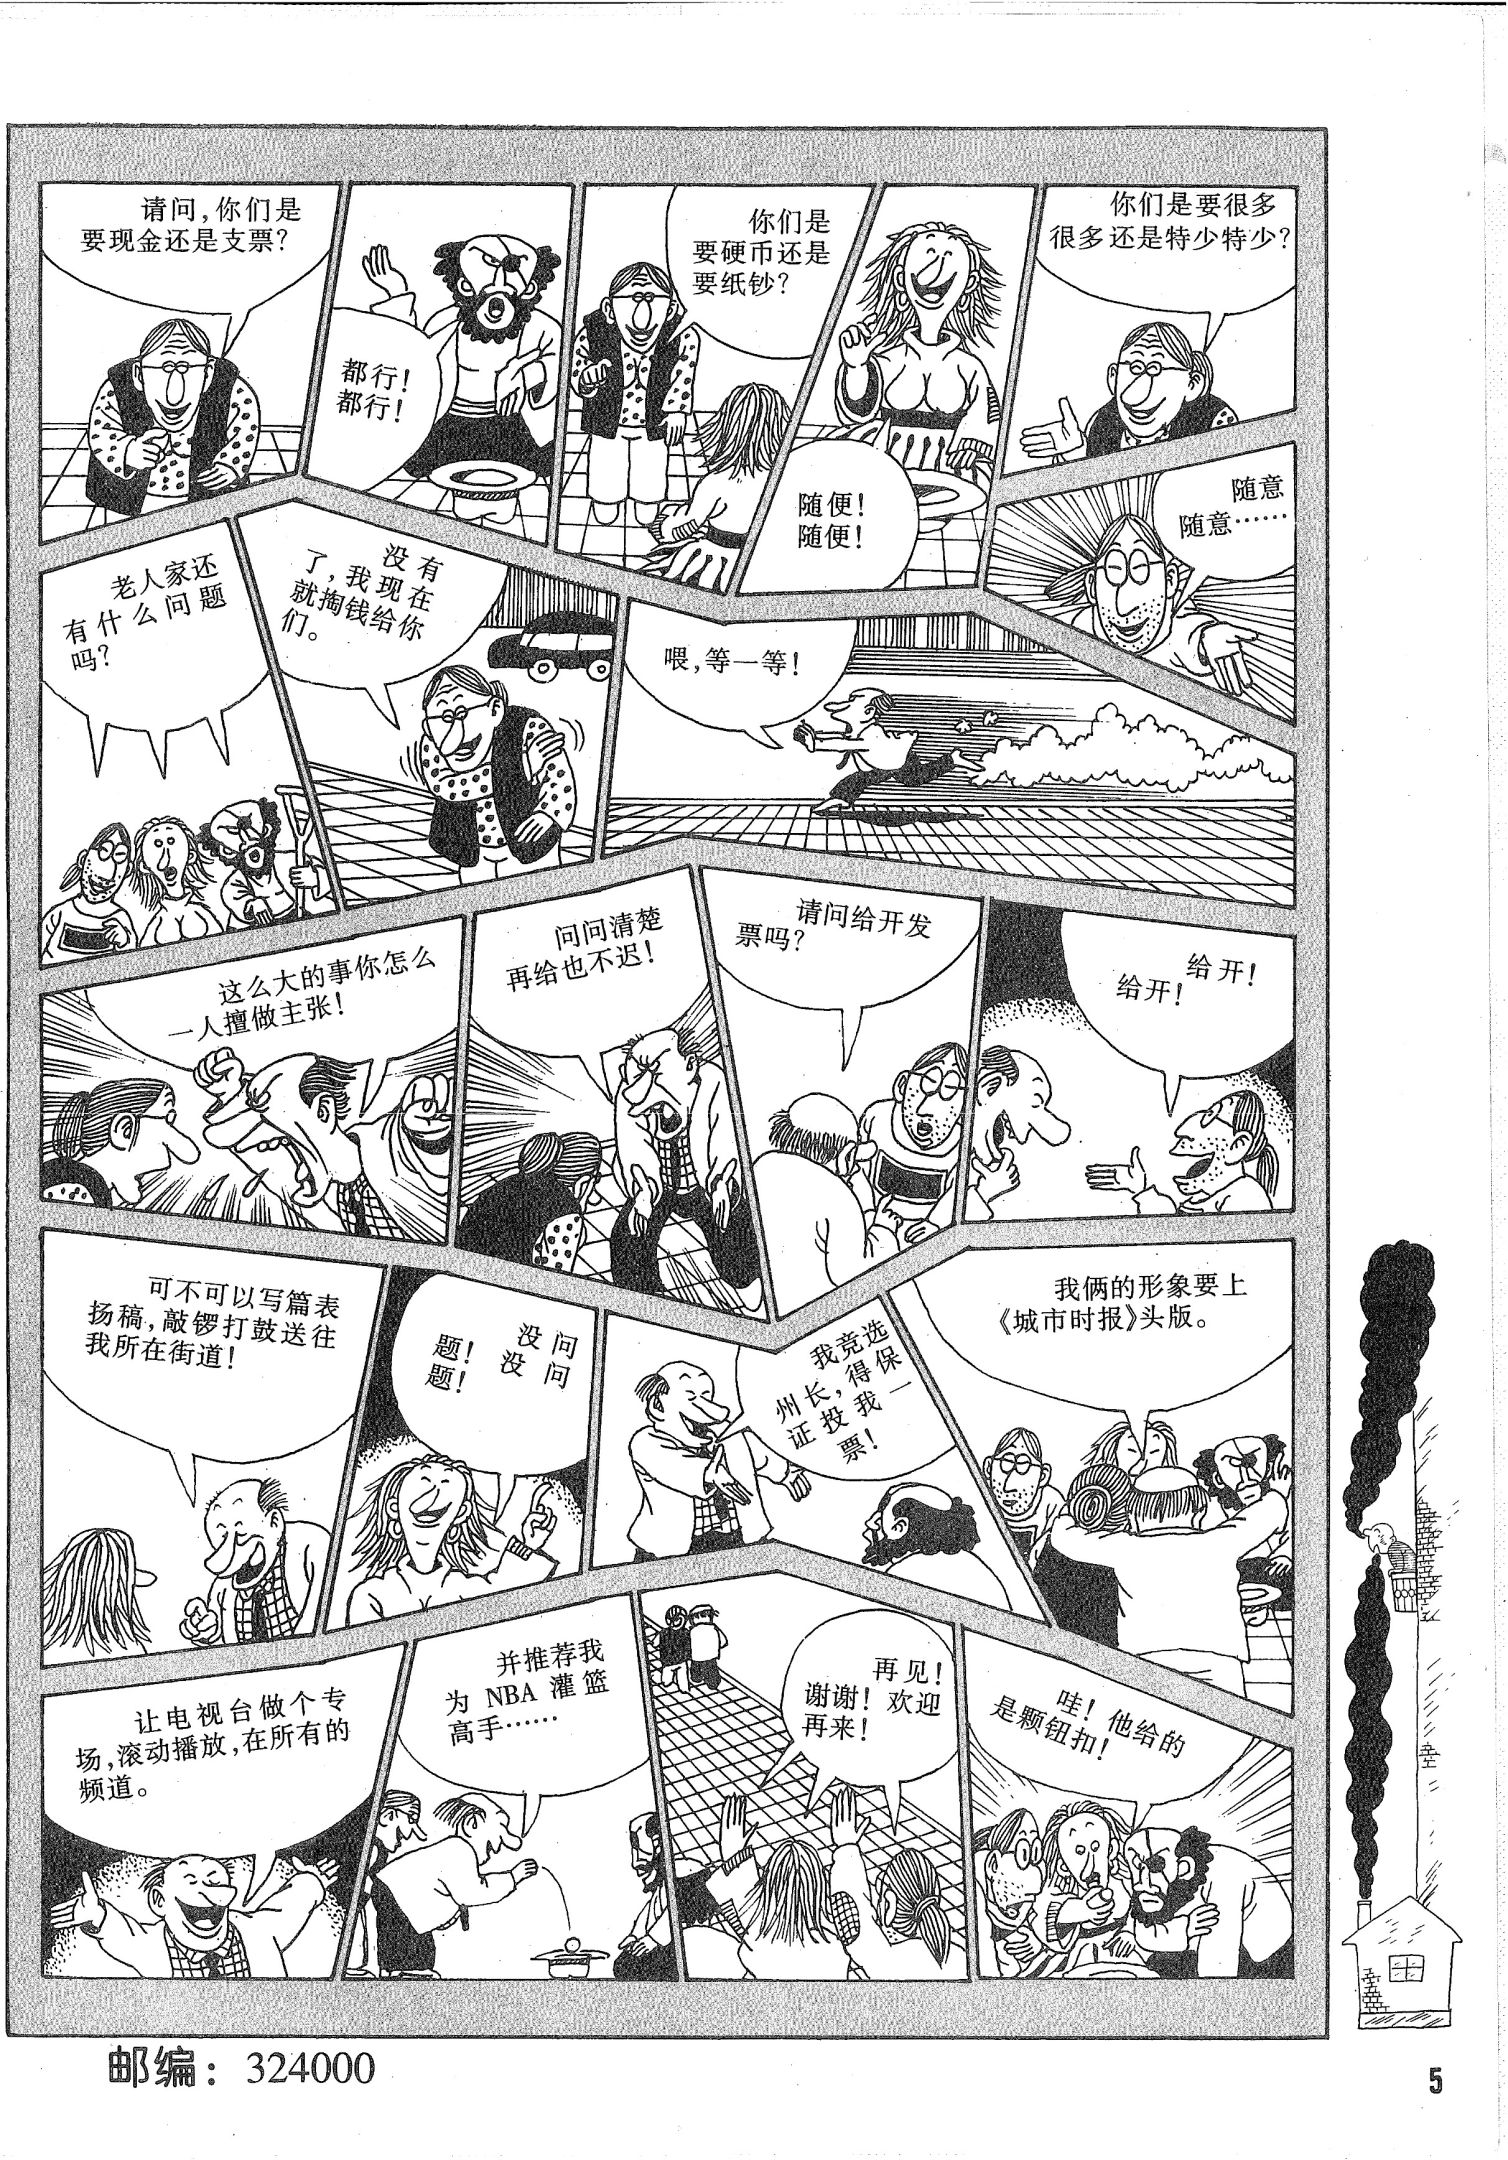 请问，你们是
要现金还是支票？
都行！
都行！
你们是
要硬币还是
要纸钞？
随便！
随便！
你们是要很多
很多还是特少特少？
随意
随意……
老人家还
有什么问题
吗？
没有
了，我现在
就掏钱给你
们。
喂，等一等！
这么大的事你怎么
一人擅做主张！
问问清楚
再给也不迟！
请问给开发
票吗？
给开！
给开！
可不可以写篇表
扬稿，敲锣打鼓送往
我所在街道！
没问
题！没问
题！
我竞选
州长，得保
证投我一
票！
我俩的形象要上
《城市时报》头版。
让电视台做个专
场，滚动播放，在所有的
频道。
并推荐我
为NBA灌篮
高手……
再见！
谢谢！欢迎
再来！
哇！他给的
是颗钮扣！
邮编：324000
5